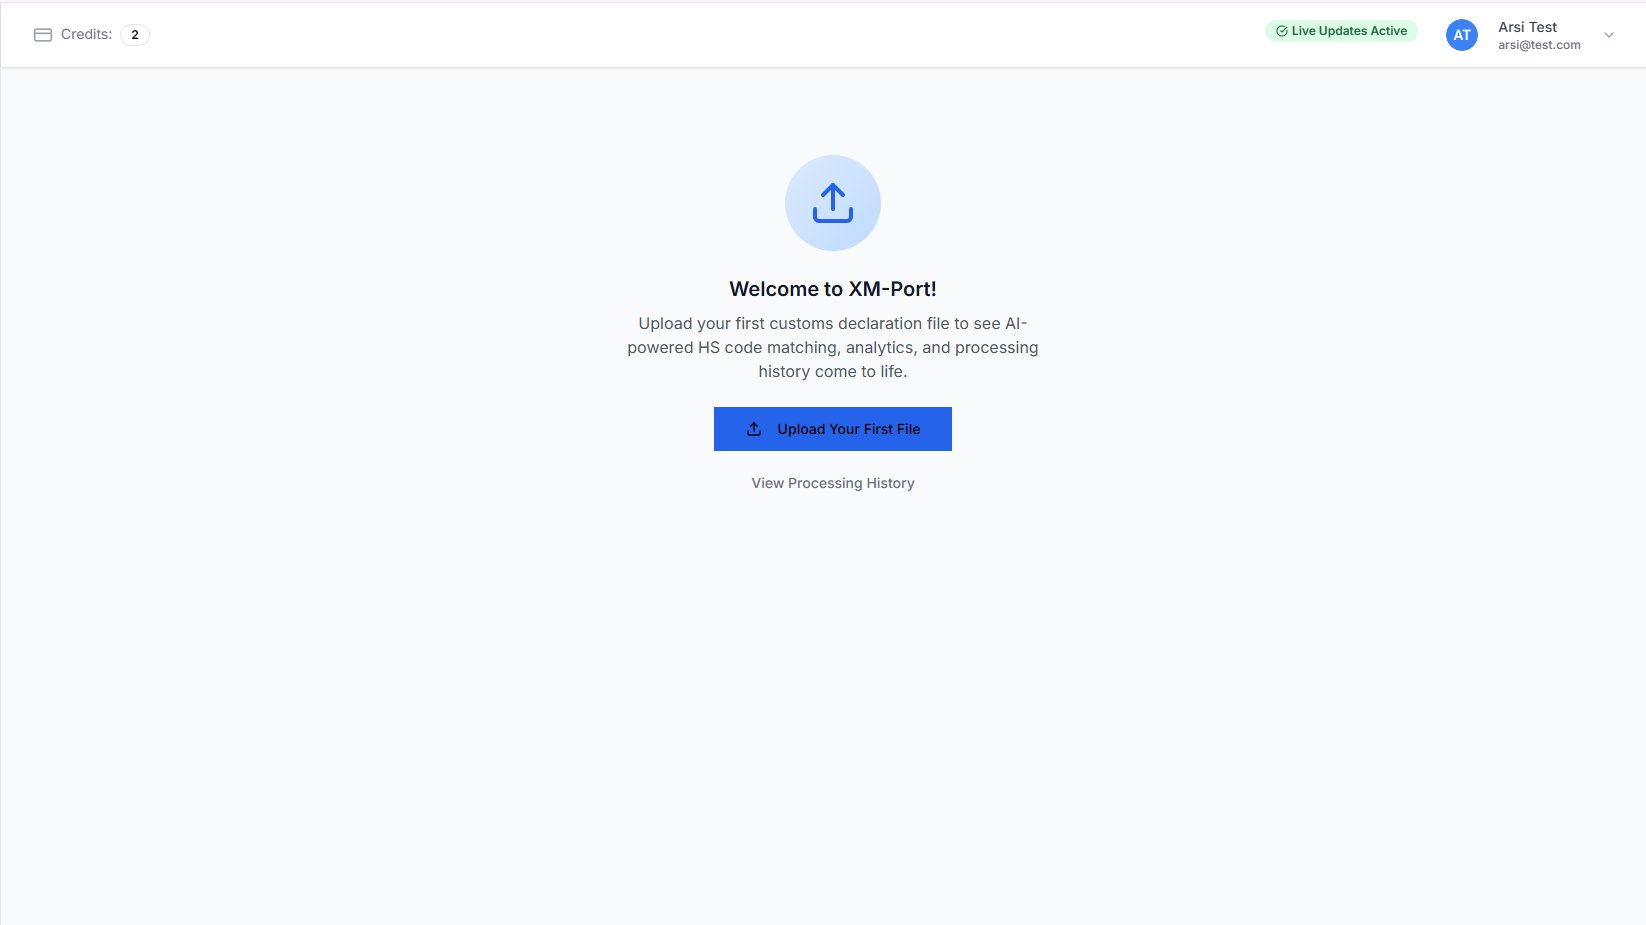 Credits: 2
Live Updates Active
AT
Arsi Test
arsi@test.com
Welcome to XM-Port!
Upload your first customs declaration file to see AI-
powered HS code matching, analytics, and processing
history come to life.
Upload Your First File
View Processing History